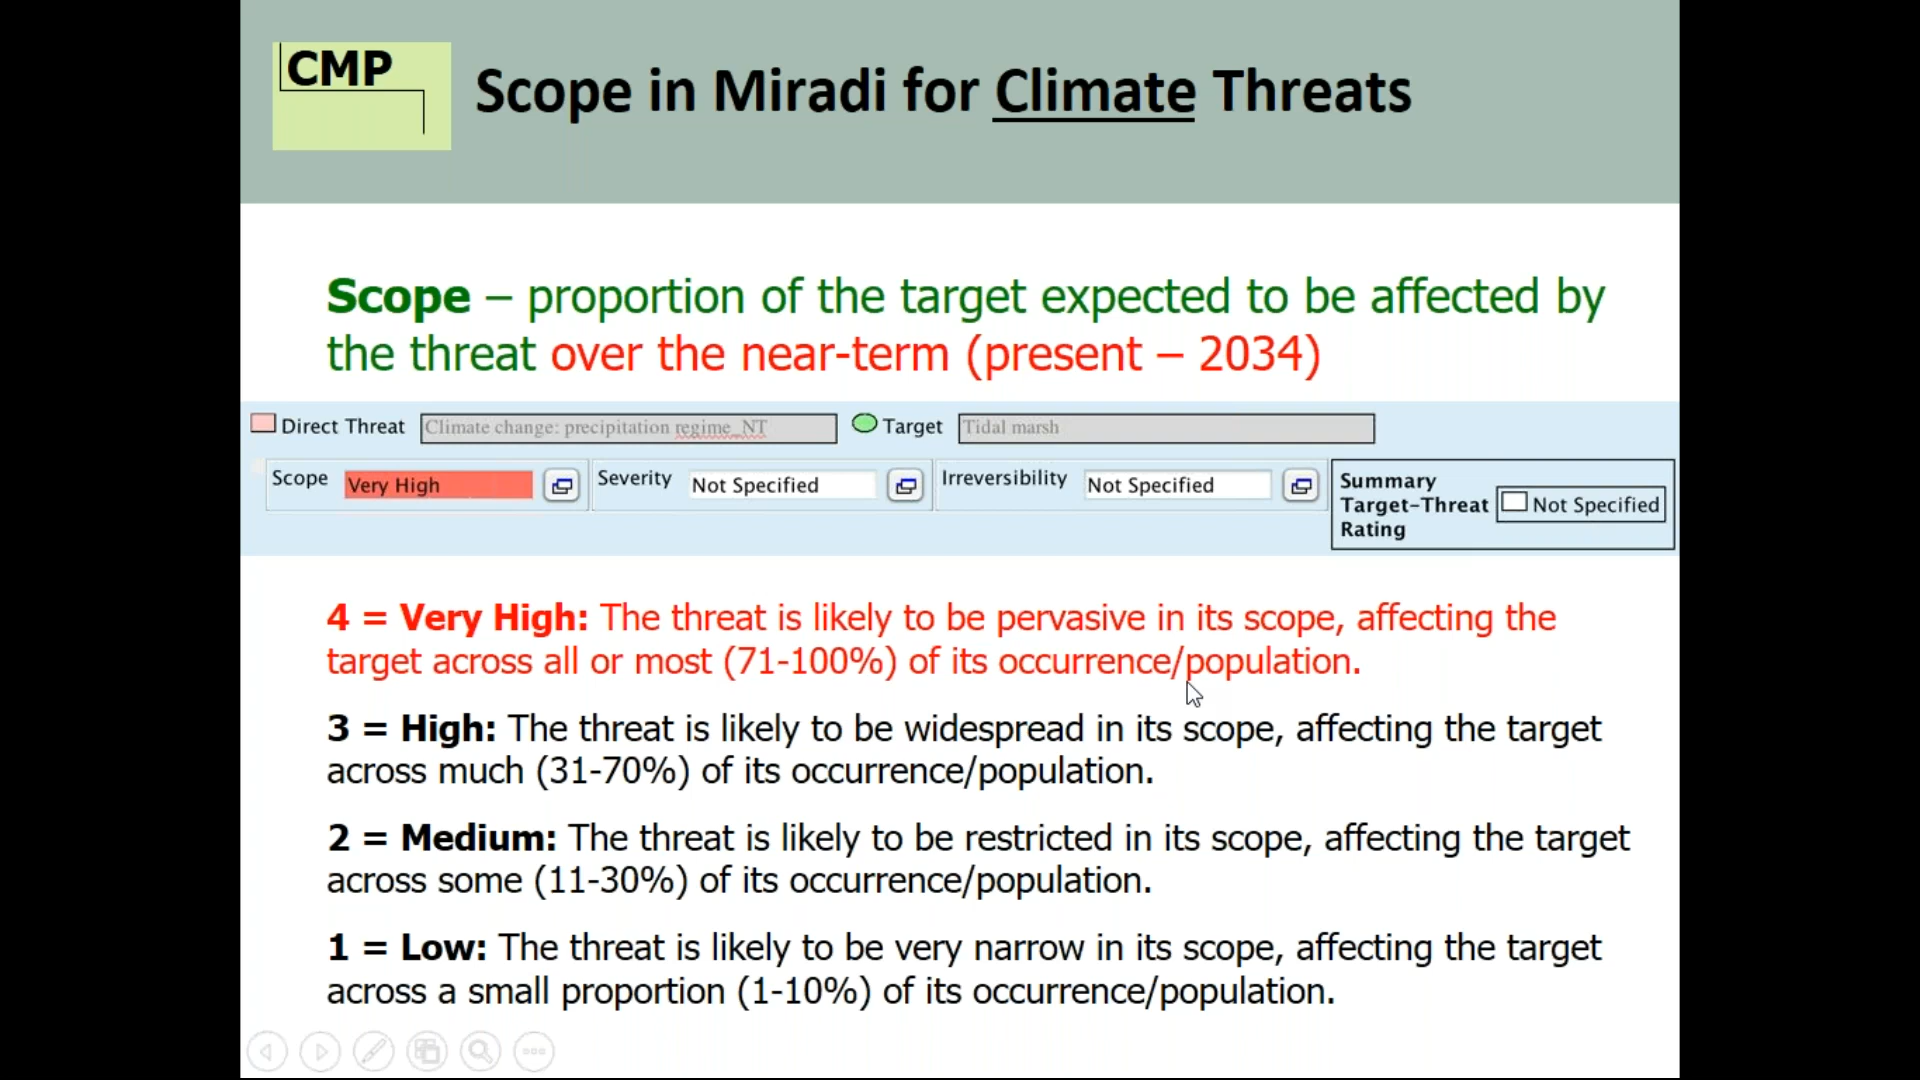 CMP
Scope in Miradi for Climate Threats
Scope – proportion of the target expected to be affected by
the threat over the near-term (present – 2034)
Direct Threat Climate change: precipitation regime_NT Target Tidal marsh
Scope Very High Severity Not Specified Irreversibility Not Specified
Summary
Target-Threat Not Specified
Rating
4 = Very High: The threat is likely to be pervasive in its scope, affecting the
target across all or most (71-100%) of its occurrence/population.
3 = High: The threat is likely to be widespread in its scope, affecting the target
across much (31-70%) of its occurrence/population.
2 = Medium: The threat is likely to be restricted in its scope, affecting the target
across some (11-30%) of its occurrence/population.
1 = Low: The threat is likely to be very narrow in its scope, affecting the target
across a small proportion (1-10%) of its occurrence/population.